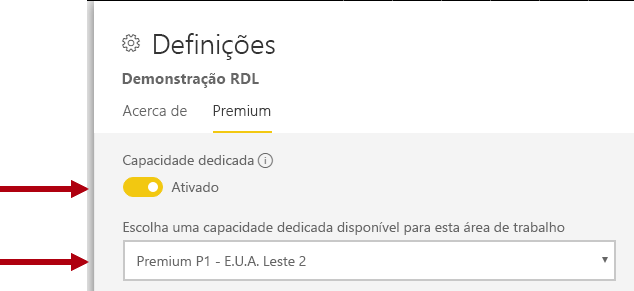 Definições
Demonstração RDL
Acerca de Premium
Capacidade dedicada
Ativado
Escolha uma capacidade dedicada disponível para esta área de trabalho
Premium P1 - E.U.A. Leste 2